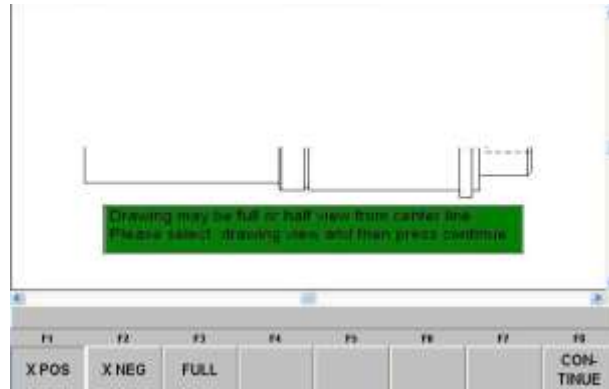 Drawing may be full or half view from center line
Please select drawing view and then press continue
F1 F2 F3 F4 F5 F6 F7 F8
X POS X NEG FULL CON-
TINUE